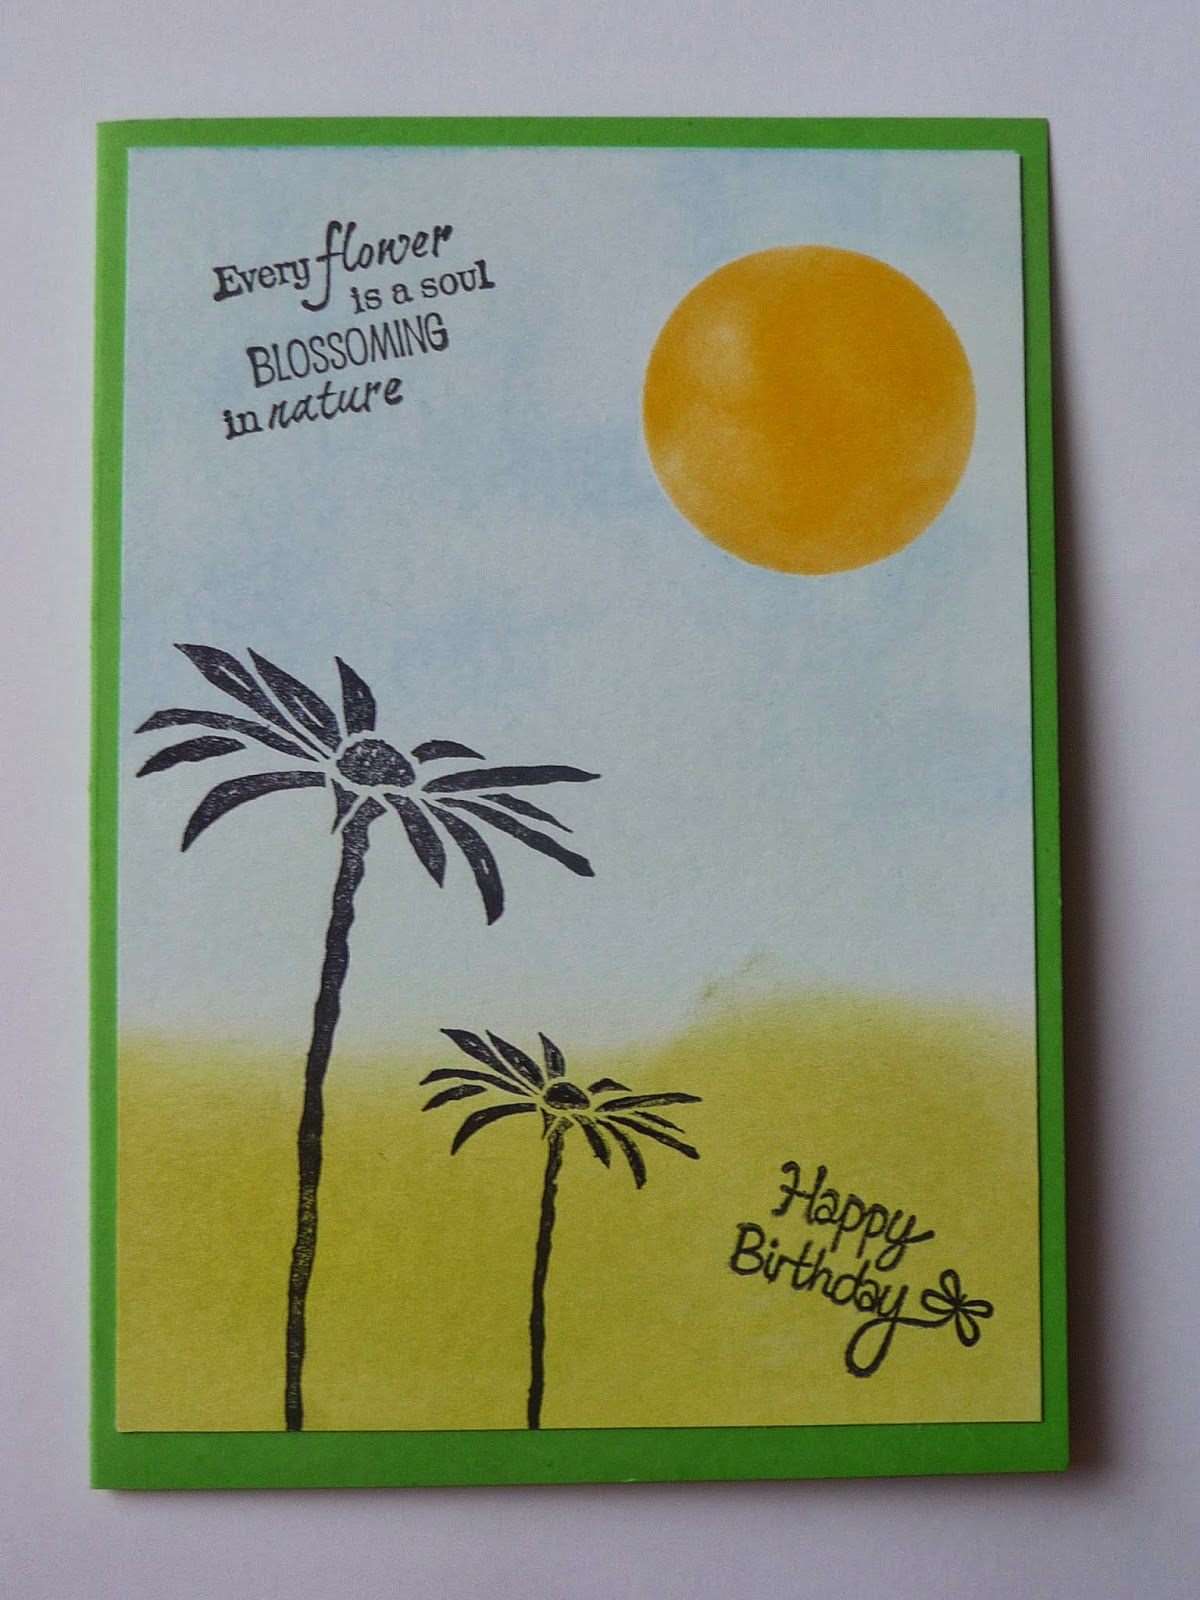 Every flower
is a soul
BLOSSOMING
in nature
Happy
Birthday